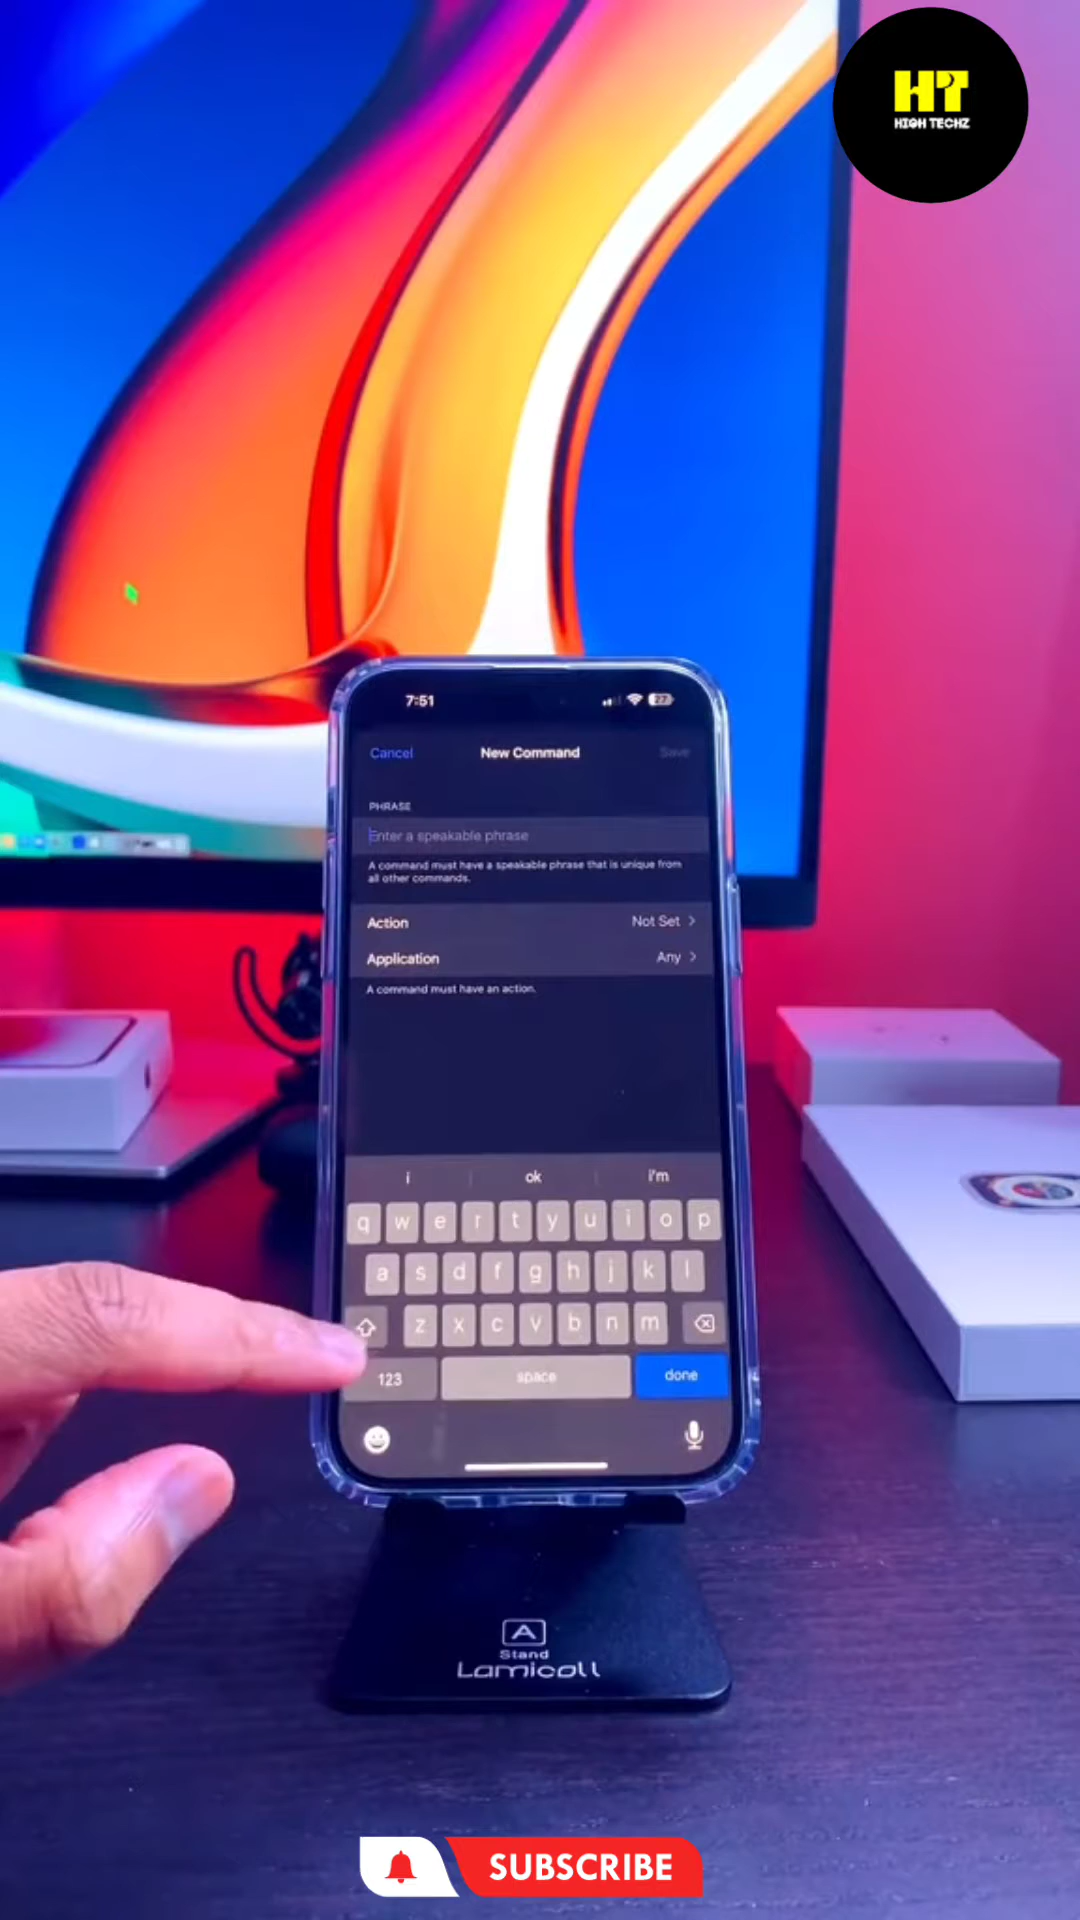 HT
HIGH TECHZ
7:51
27
Cancel
New Command
Save
PHRASE
Enter a speakable phrase
A command must have a speakable phrase that is unique from
all other commands.
Action
Not Set
Application
Any
A command must have an action.
i ok i'm
q w e r t y u i o p
a s d f g h j k l
z x c v b n m
123 space done
A
Stand
Lamicall
SUBSCRIBE